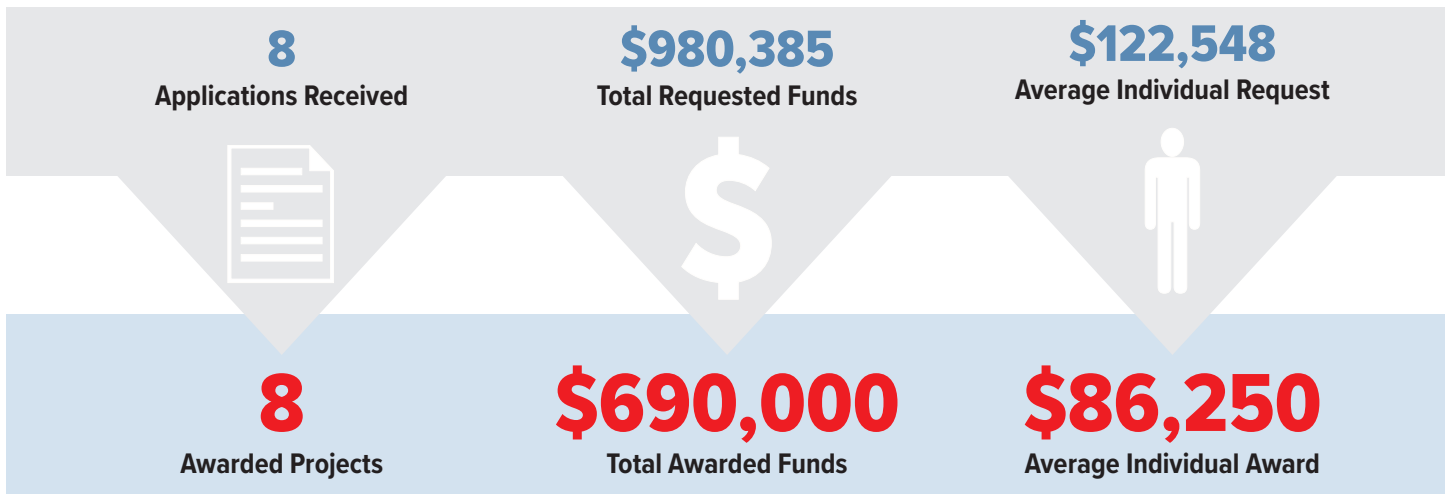 8
Applications Received
$980,385
Total Requested Funds
$122,548
Average Individual Request
$
8
Awarded Projects
$690,000
Total Awarded Funds
$86,250
Average Individual Award